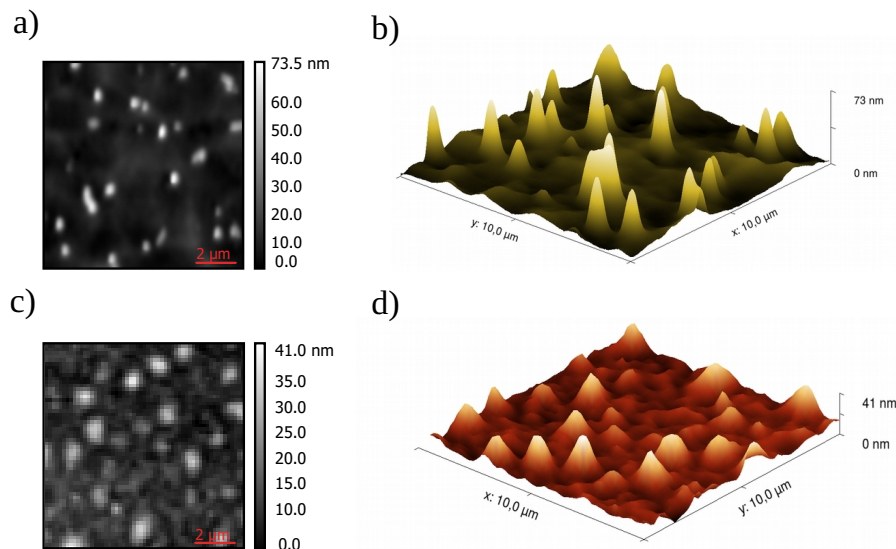 a)
73.5 nm
60.0
50.0
40.0
30.0
20.0
10.0
0.0
2 µm
b)
73 nm
0 nm
y: 10,0 µm
x: 10,0 µm
c)
41.0 nm
35.0
30.0
25.0
20.0
15.0
10.0
0.0
2 µm
d)
41 nm
0 nm
x: 10,0 µm
y: 10,0 µm